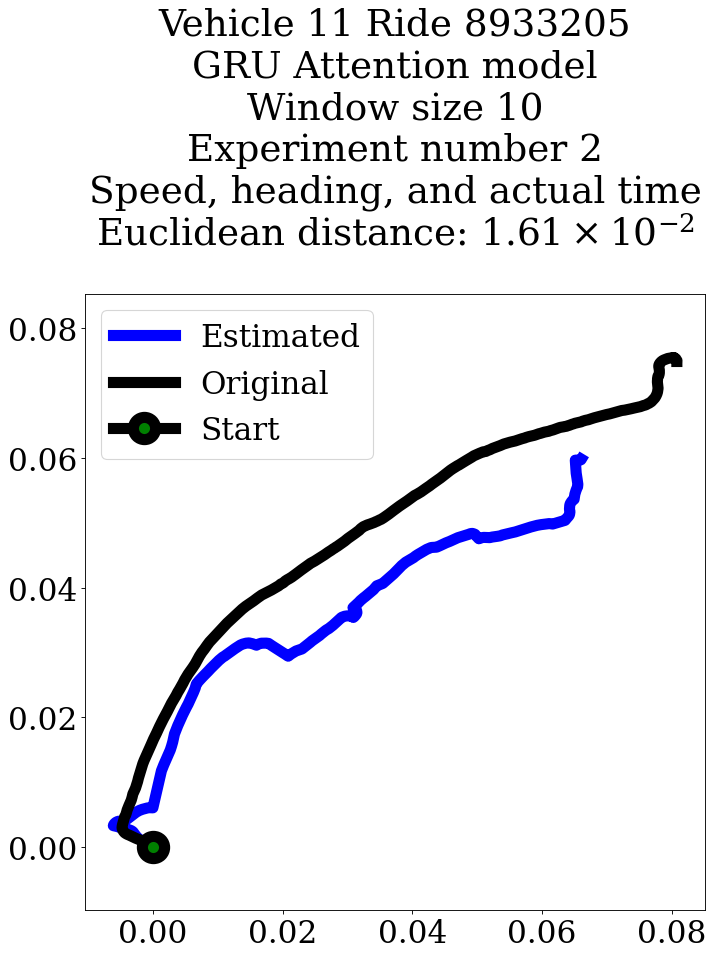 Vehicle 11 Ride 8933205
GRU Attention model
Window size 10
Experiment number 2
Speed, heading, and actual time
Euclidean distance: 1.61 × 10⁻²
Estimated
Original
Start
0.08
0.06
0.04
0.02
0.00
0.00 0.02 0.04 0.06 0.08